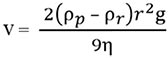 V = 2(ρₚ − ρᵣ)r²g / 9η